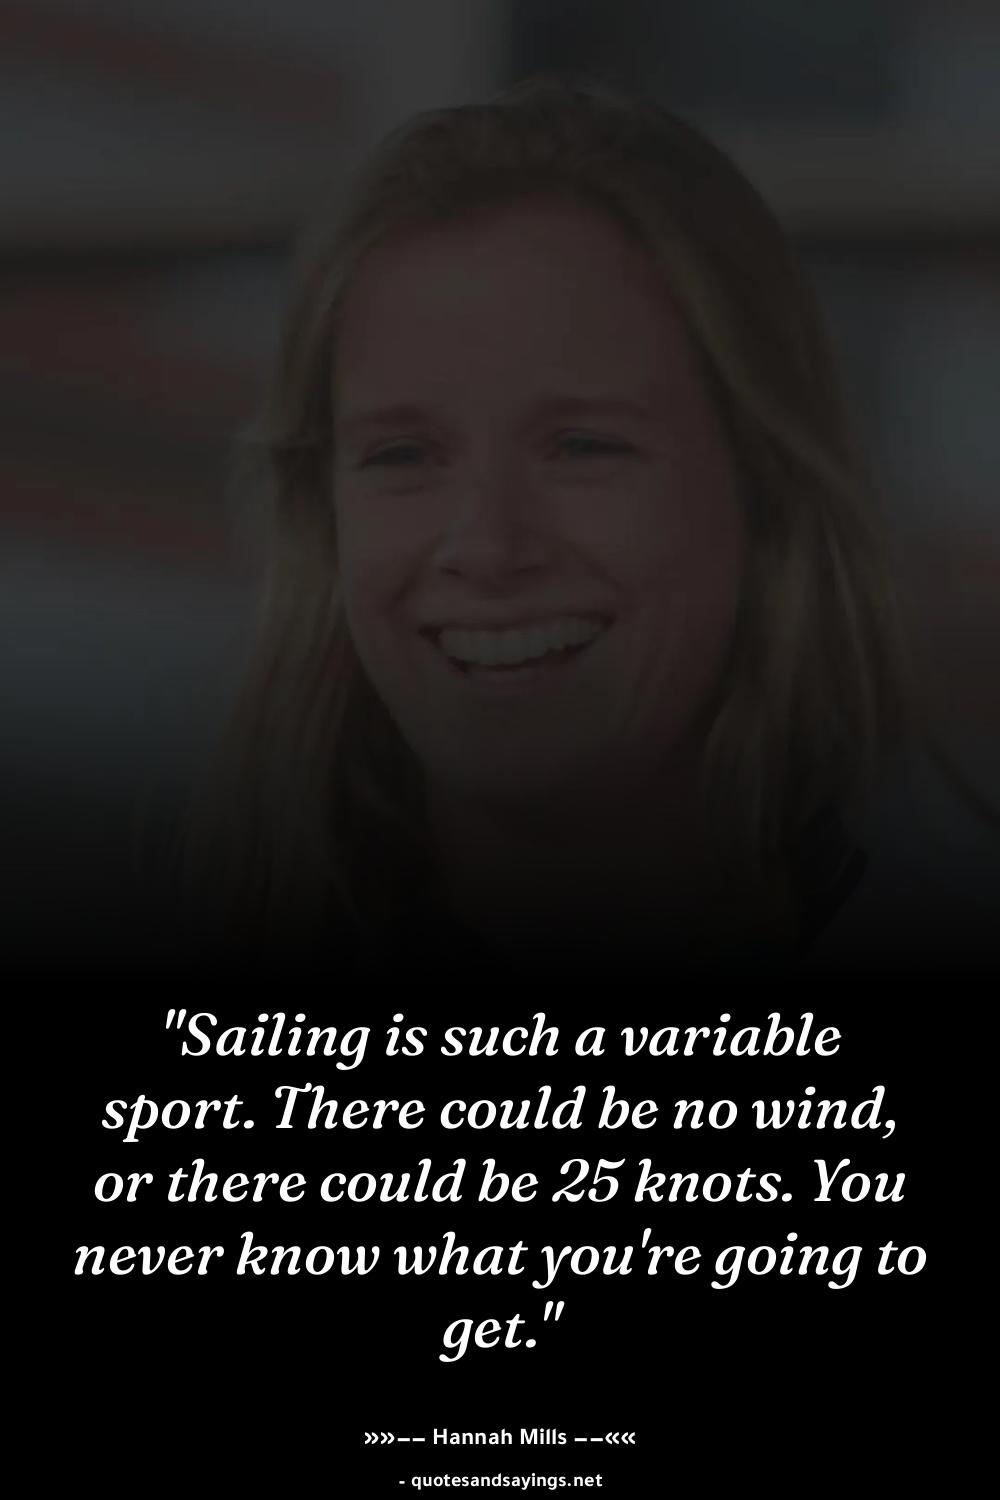 "Sailing is such a variable
sport. There could be no wind,
or there could be 25 knots. You
never know what you're going to
get."
»»–– Hannah Mills ––««
- quotesandsayings.net